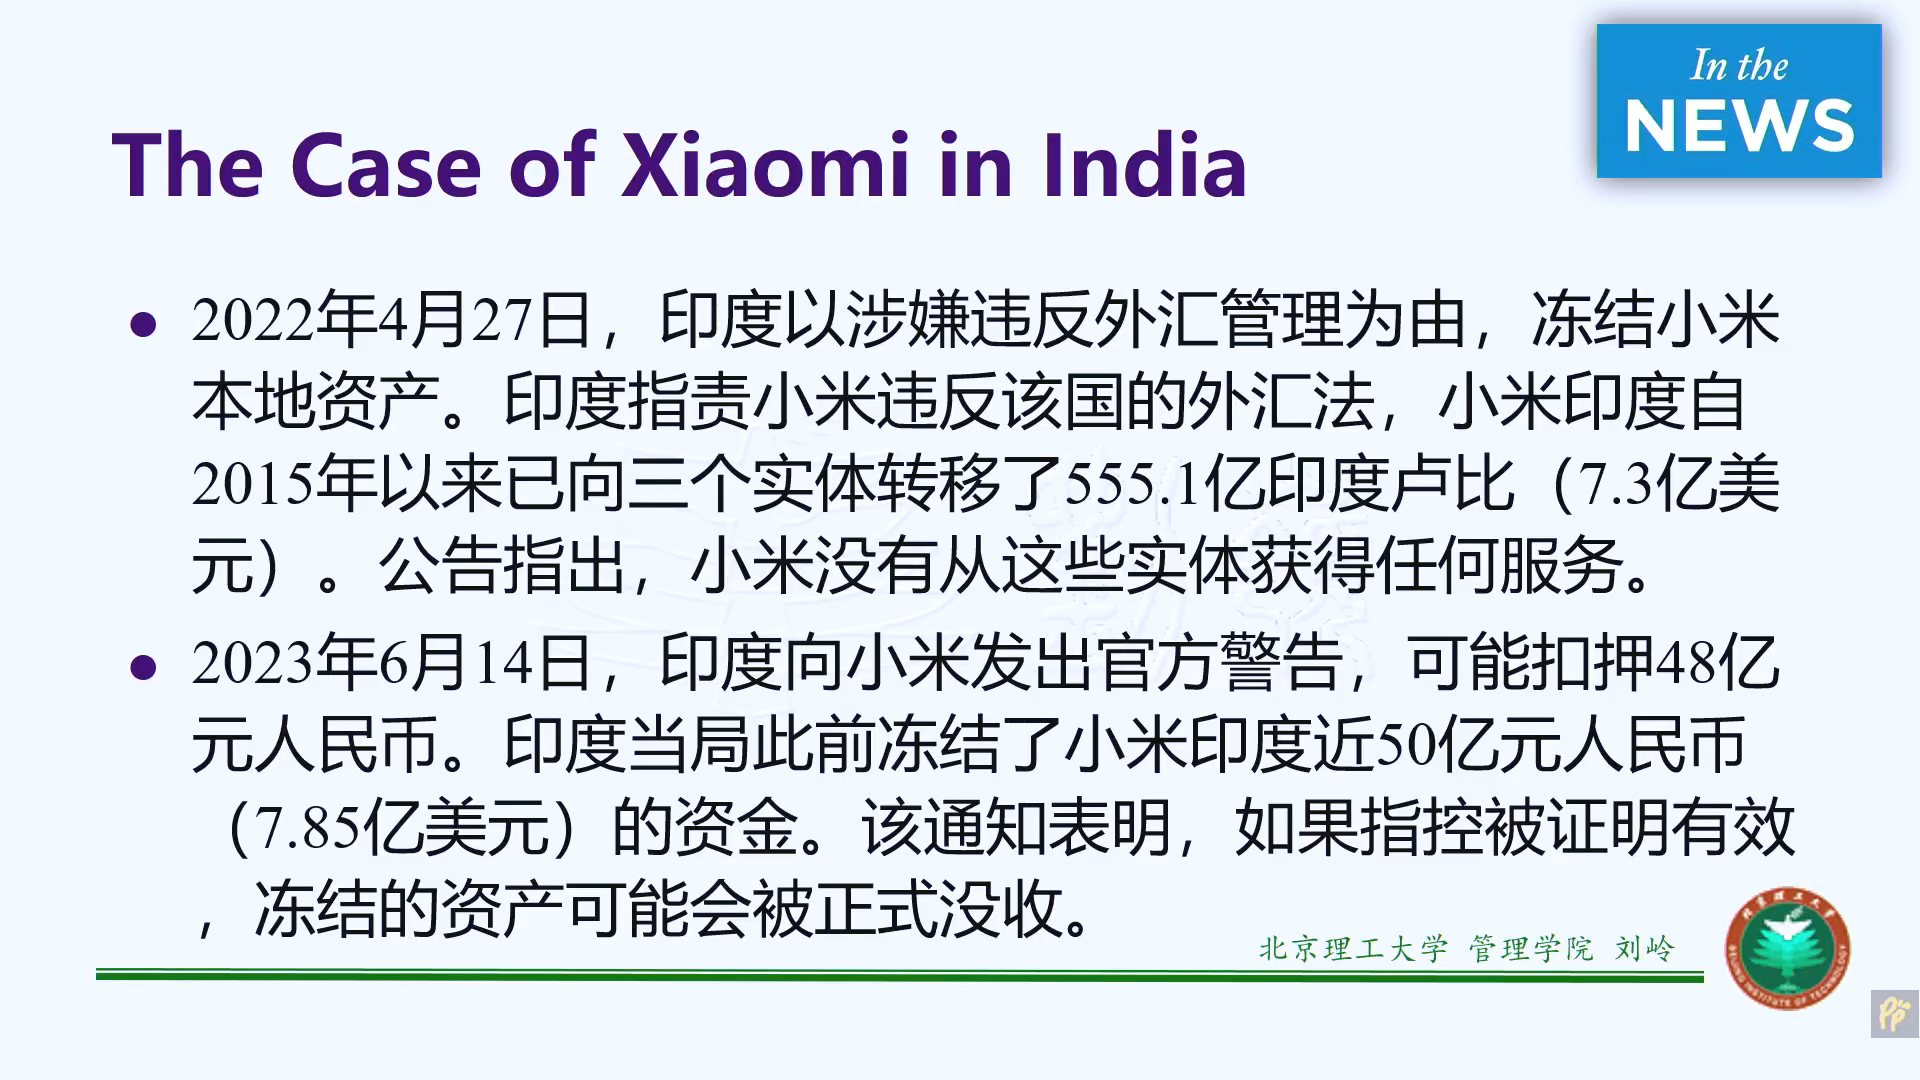 In the
NEWS
The Case of Xiaomi in India
● 2022年4月27日，印度以涉嫌违反外汇管理为由，冻结小米
本地资产。印度指责小米违反该国的外汇法，小米印度自
2015年以来已向三个实体转移了555.1亿印度卢比（7.3亿美
元）。公告指出，小米没有从这些实体获得任何服务。
● 2023年6月14日，印度向小米发出官方警告，可能扣押48亿
元人民币。印度当局此前冻结了小米印度近50亿元人民币
（7.85亿美元）的资金。该通知表明，如果指控被证明有效
，冻结的资产可能会被正式没收。
北京理工大学 管理学院 刘岭
北京理工大学
BEIJING INSTITUTE OF TECHNOLOGY